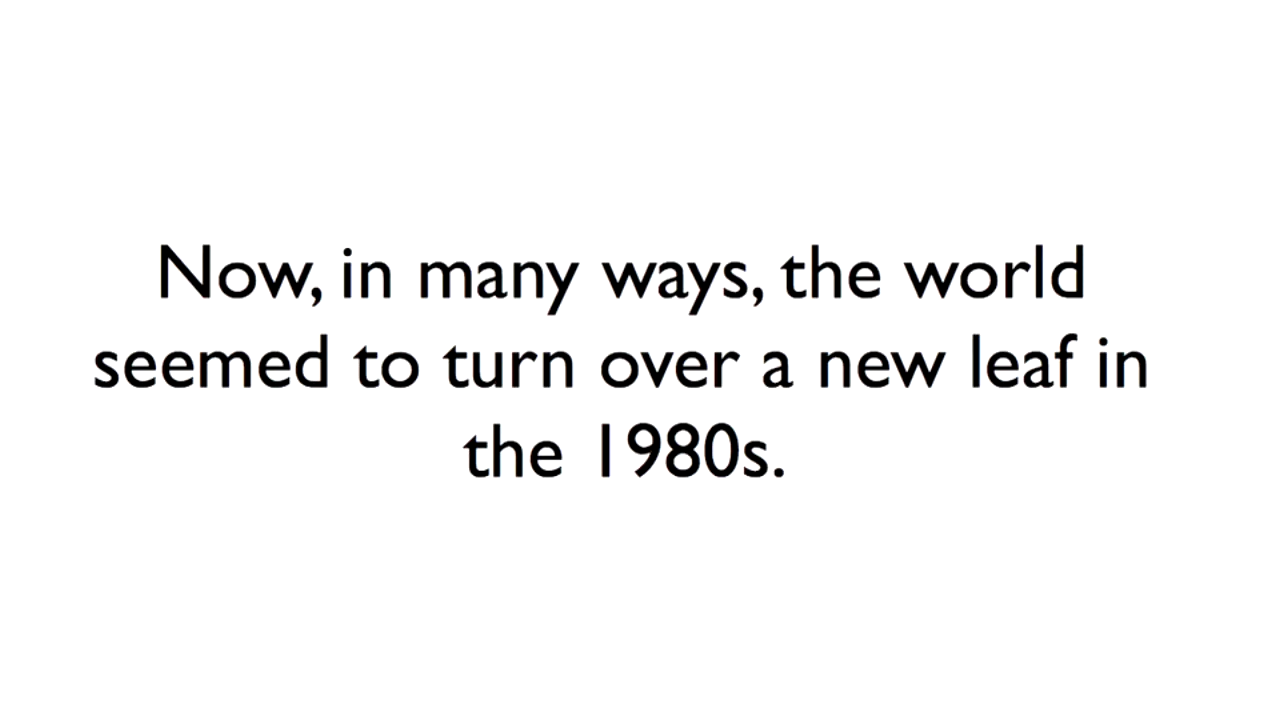 Now, in many ways, the world
seemed to turn over a new leaf in
the 1980s.